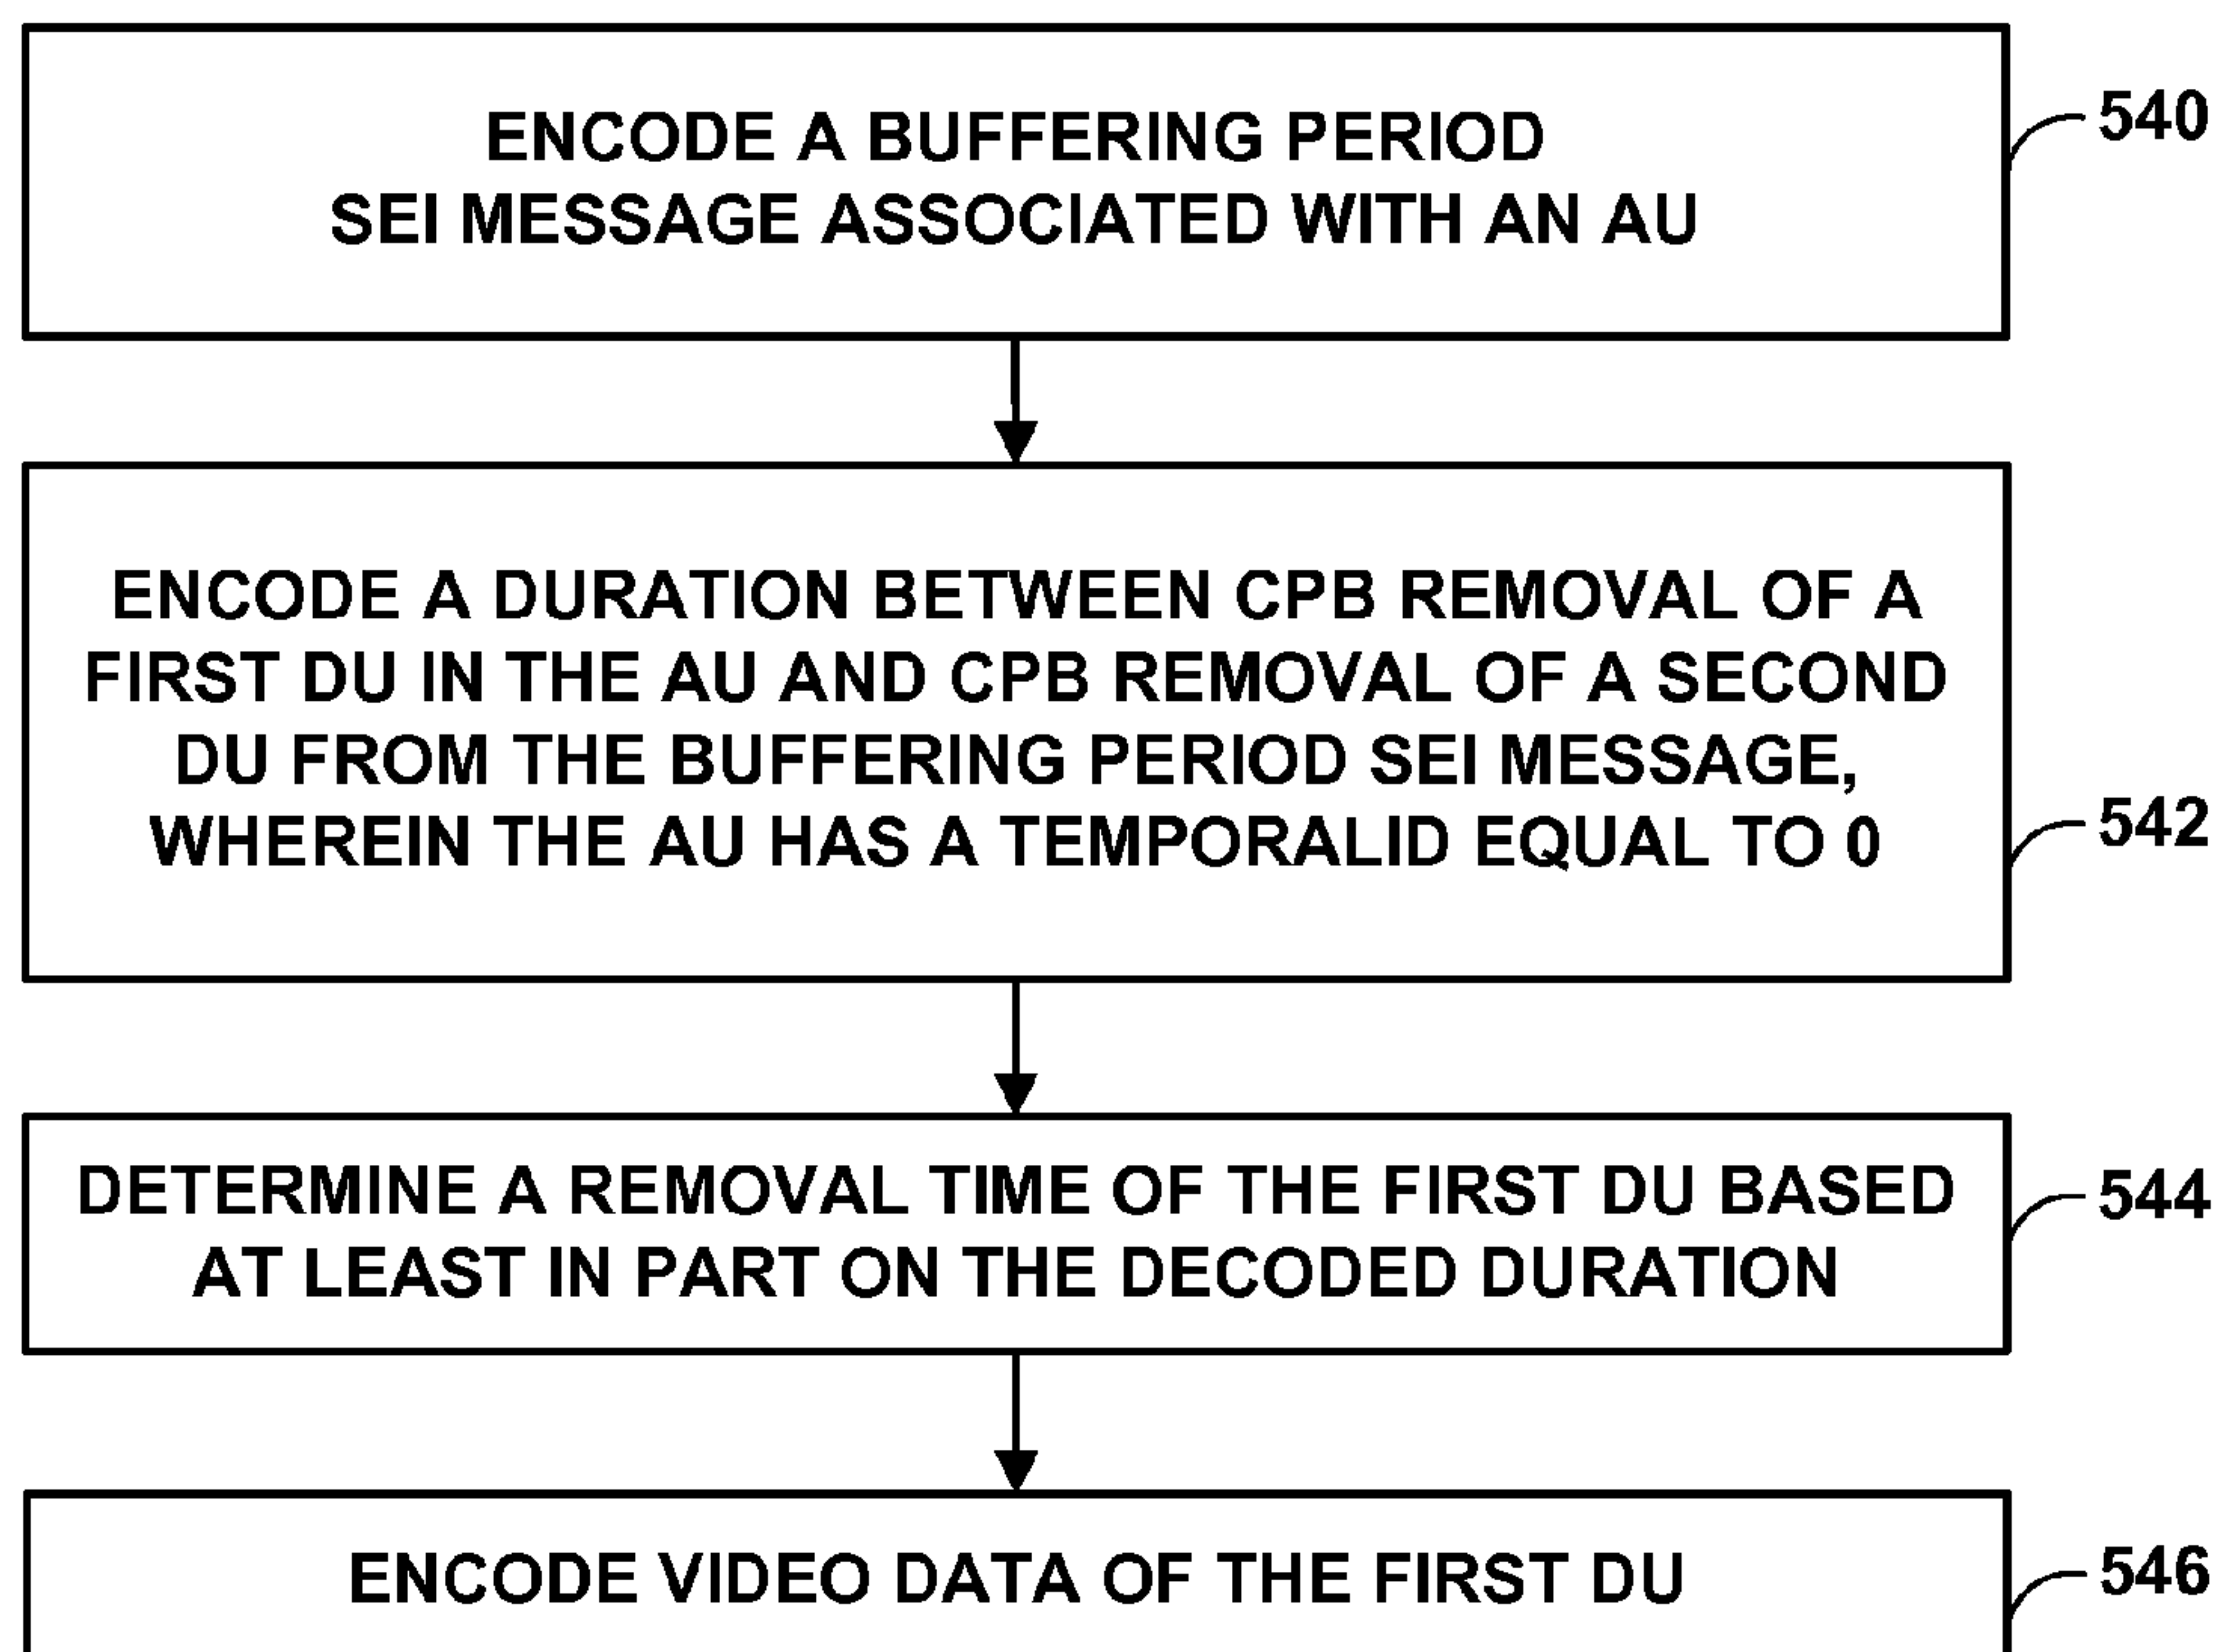 ENCODE A BUFFERING PERIOD
SEI MESSAGE ASSOCIATED WITH AN AU
540
ENCODE A DURATION BETWEEN CPB REMOVAL OF A
FIRST DU IN THE AU AND CPB REMOVAL OF A SECOND
DU FROM THE BUFFERING PERIOD SEI MESSAGE,
WHEREIN THE AU HAS A TEMPORALID EQUAL TO 0
542
DETERMINE A REMOVAL TIME OF THE FIRST DU BASED
AT LEAST IN PART ON THE DECODED DURATION
544
ENCODE VIDEO DATA OF THE FIRST DU
546